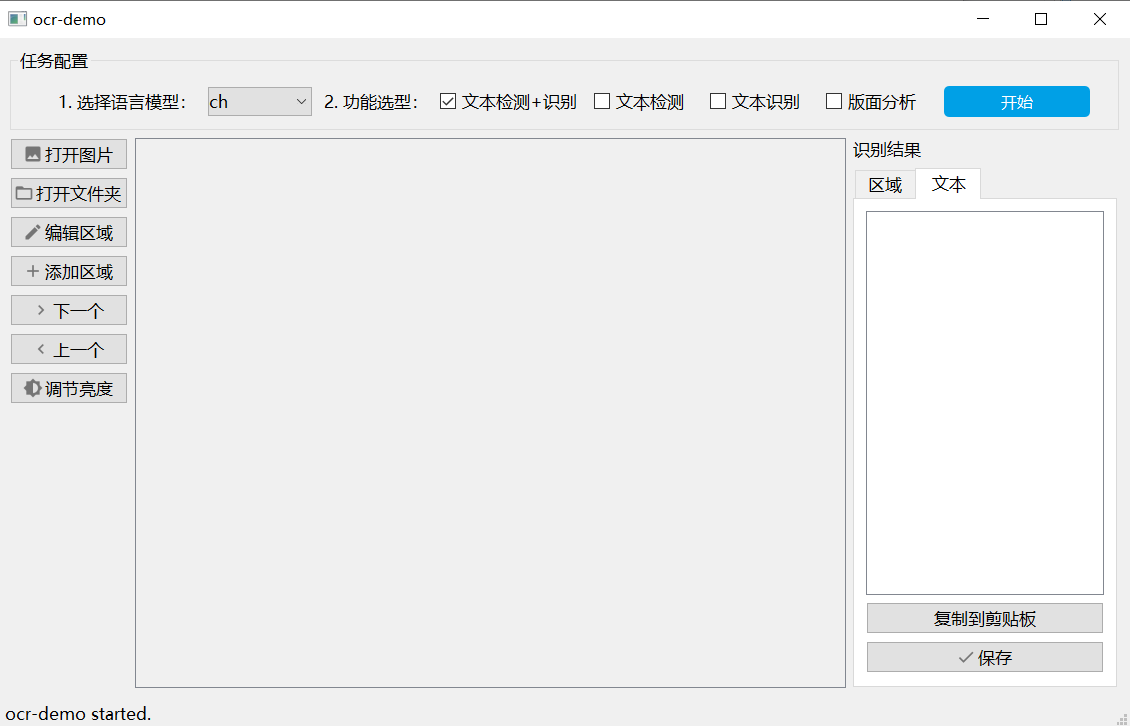 ocr-demo
任务配置
1. 选择语言模型： ch 2. 功能选型： 文本检测+识别 文本检测 文本识别 版面分析 开始
打开图片
打开文件夹
编辑区域
添加区域
下一个
上一个
调节亮度
识别结果
区域 文本
复制到剪贴板
保存
ocr-demo started.